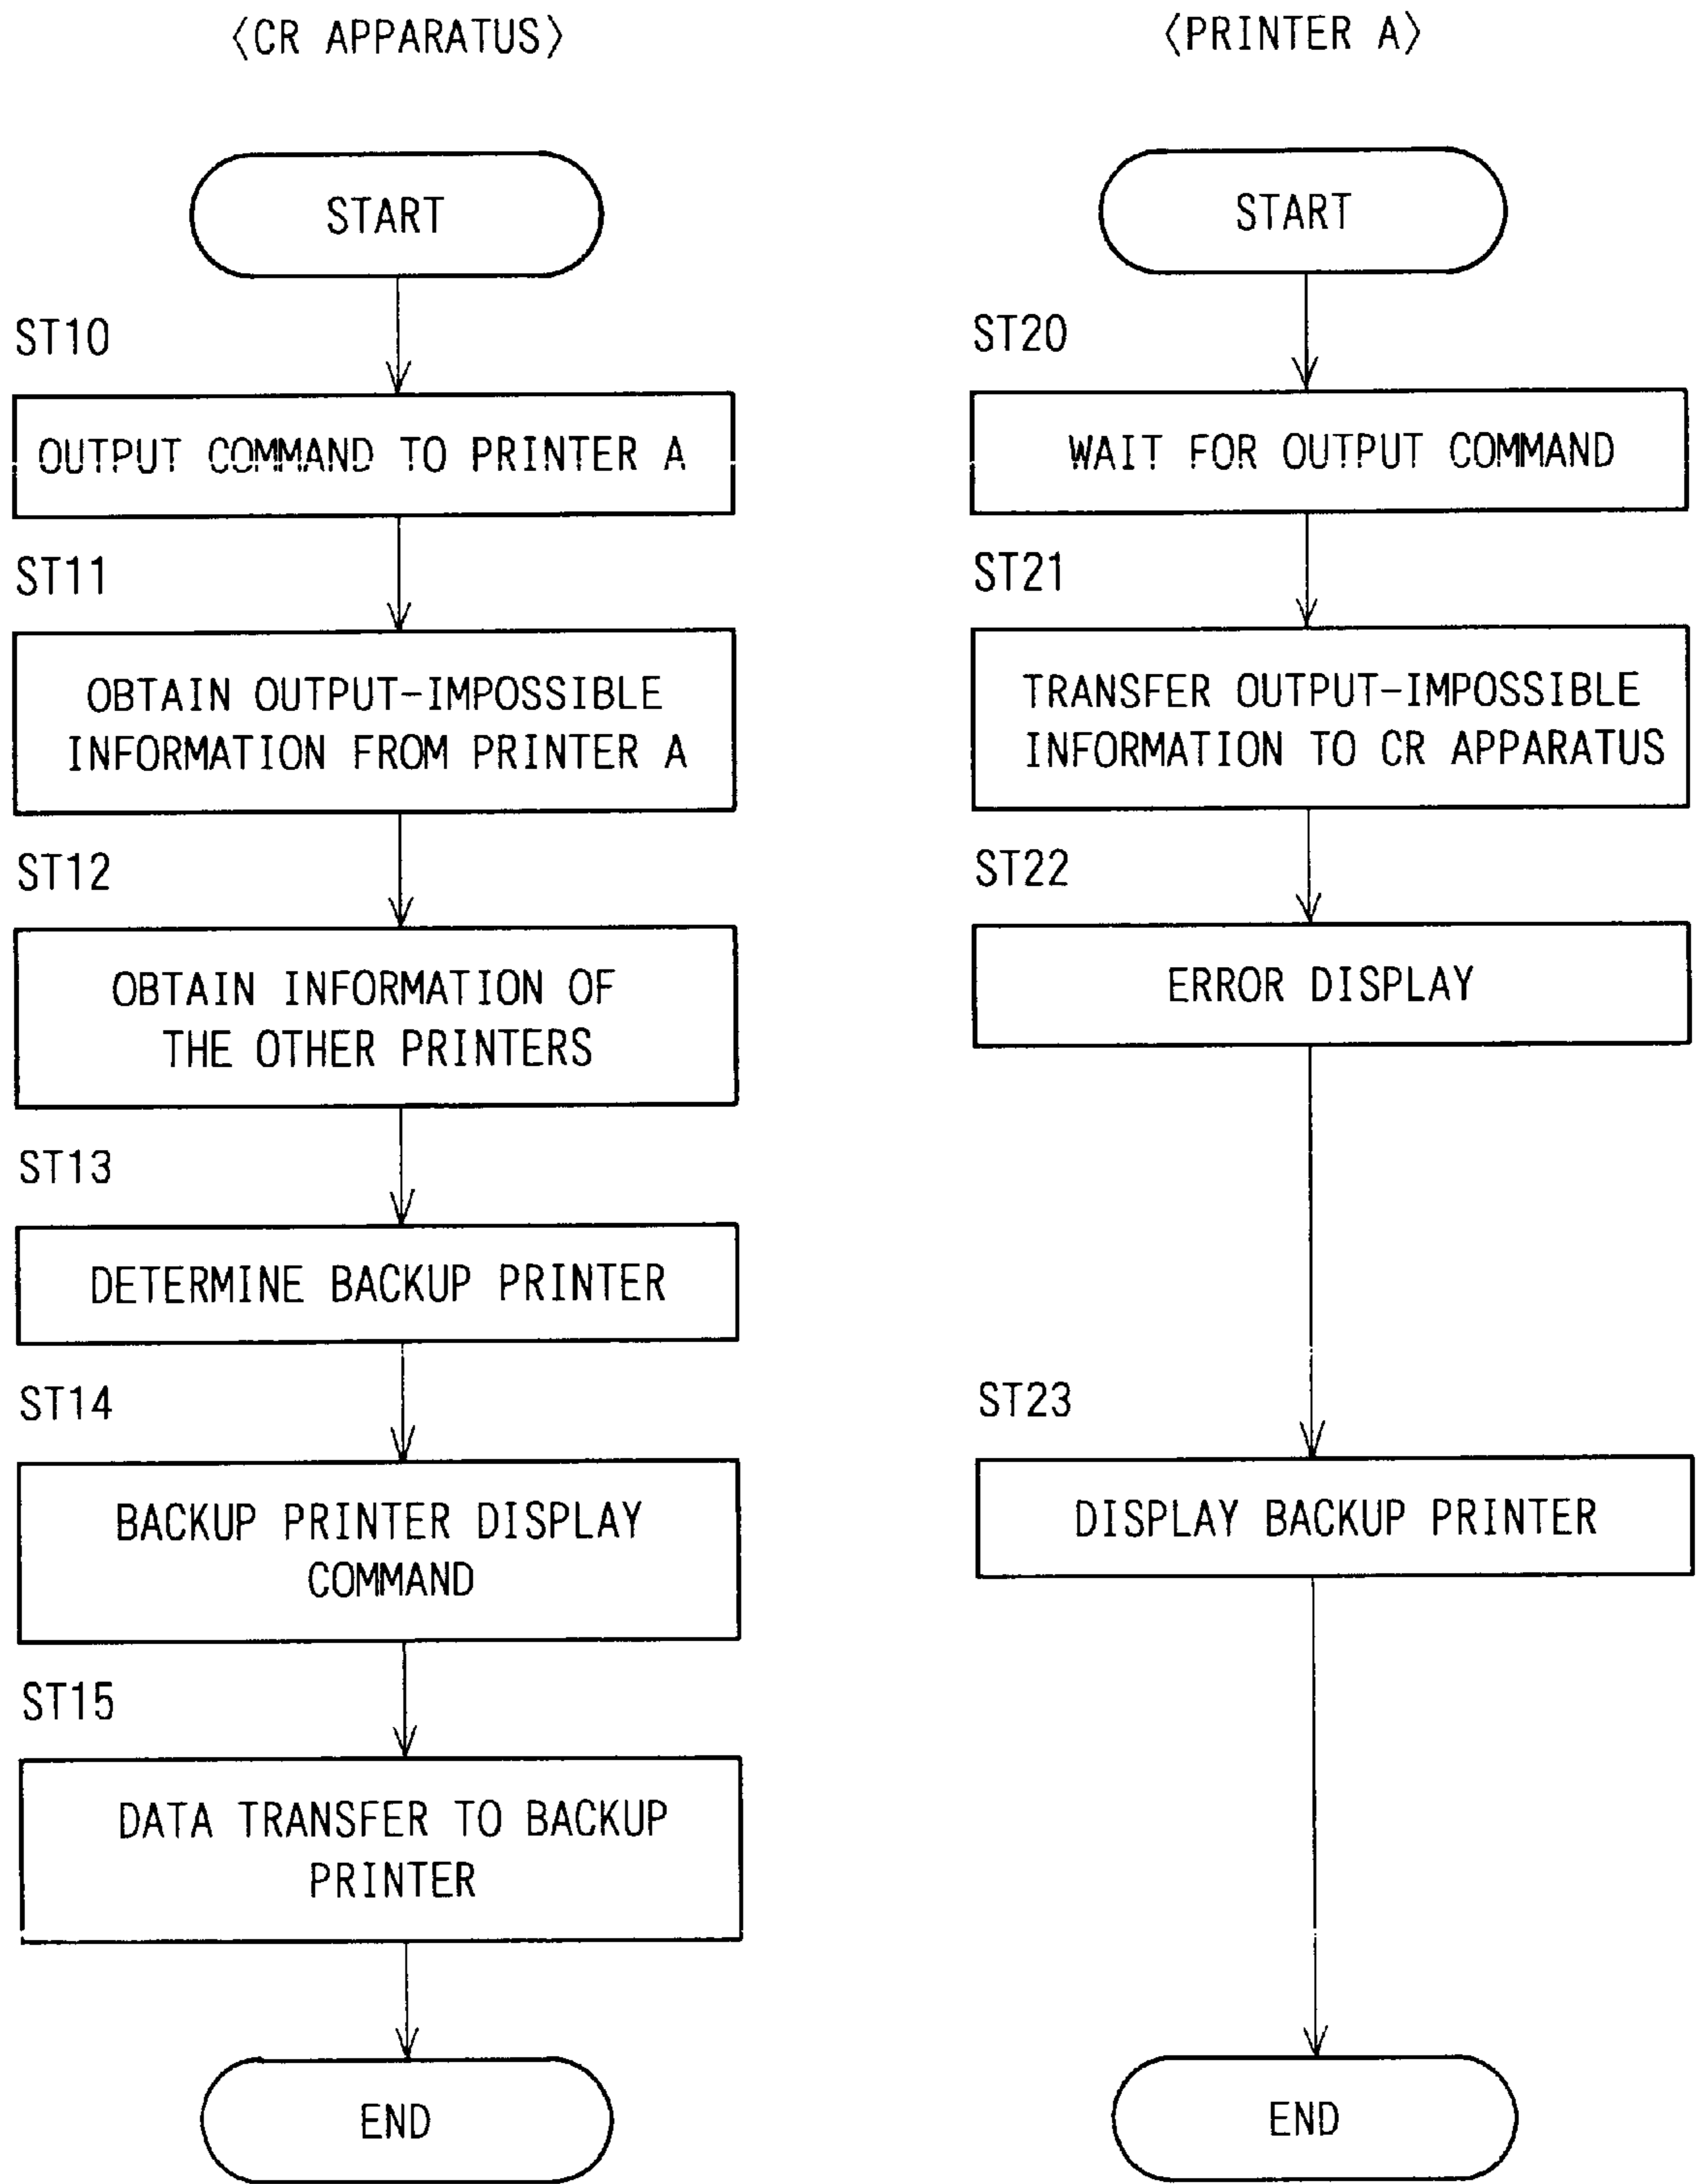 〈CR APPARATUS〉
START
ST10
OUTPUT COMMAND TO PRINTER A
ST11
OBTAIN OUTPUT-IMPOSSIBLE
INFORMATION FROM PRINTER A
ST12
OBTAIN INFORMATION OF
THE OTHER PRINTERS
ST13
DETERMINE BACKUP PRINTER
ST14
BACKUP PRINTER DISPLAY
COMMAND
ST15
DATA TRANSFER TO BACKUP
PRINTER
END
〈PRINTER A〉
START
ST20
WAIT FOR OUTPUT COMMAND
ST21
TRANSFER OUTPUT-IMPOSSIBLE
INFORMATION TO CR APPARATUS
ST22
ERROR DISPLAY
ST23
DISPLAY BACKUP PRINTER
END